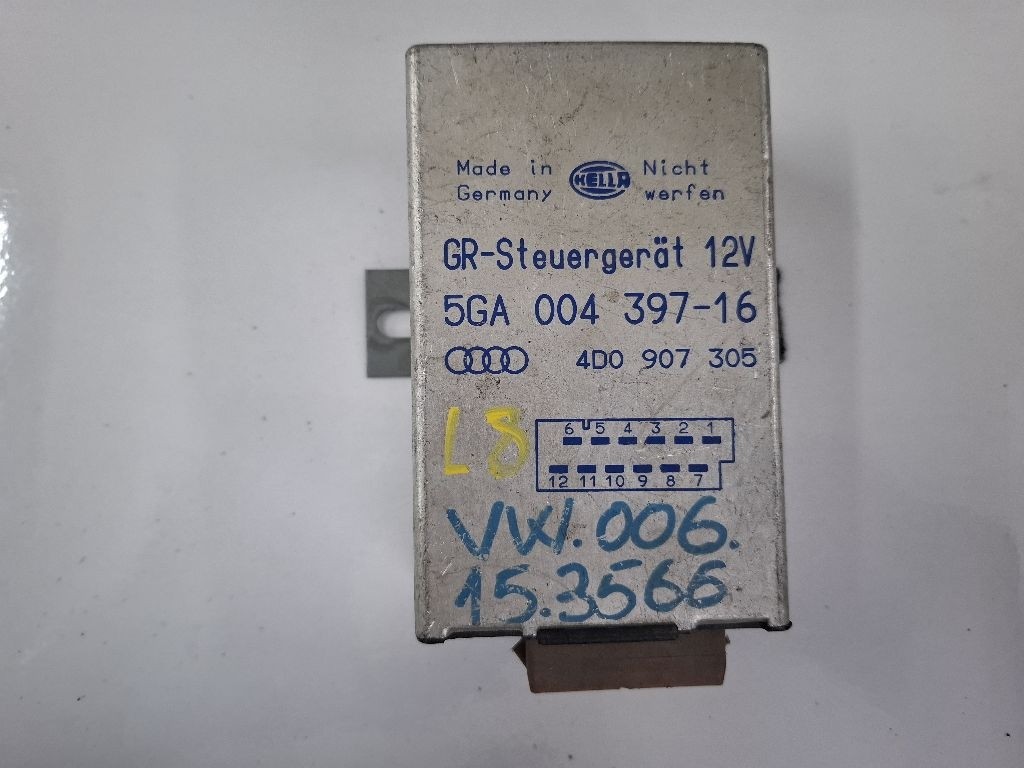 Made in HELLA Nicht
Germany werfen
GR-Steuergerät 12V
5GA 004 397-16
4D0 907 305
L8
6 5 4 3 2 1
12 11 10 9 8 7
VW.006.
15.3566